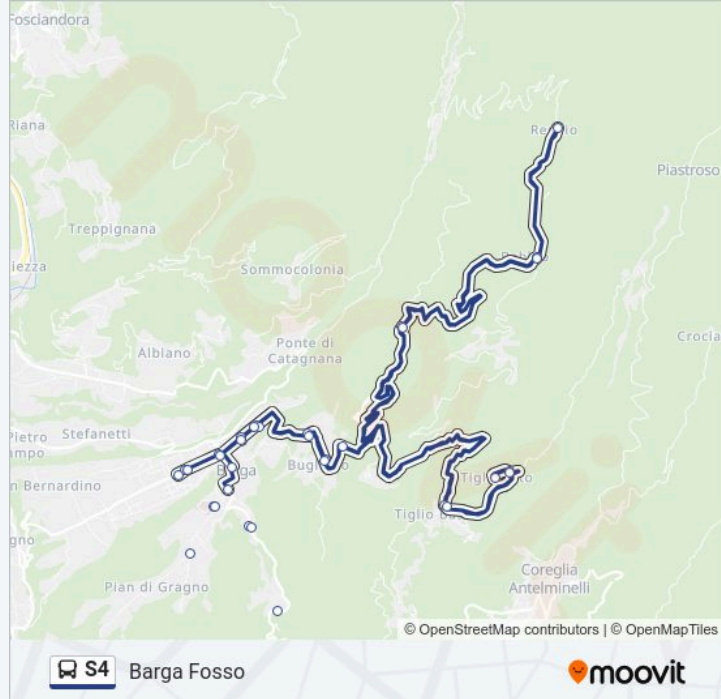 Fosciandora
Riana
Treppignana
iezza
Sommocolonia
Piastroso
Albiano
Ponte di
Catagnana
Crocia
Pietro
ampo
Stefanetti
n Bernardino
Barga
gno
Tiglio
Pian di Gragno
Coreglia
Antelminelli
© OpenStreetMap contributors | © OpenMapTiles
S4 Barga Fosso
moovit